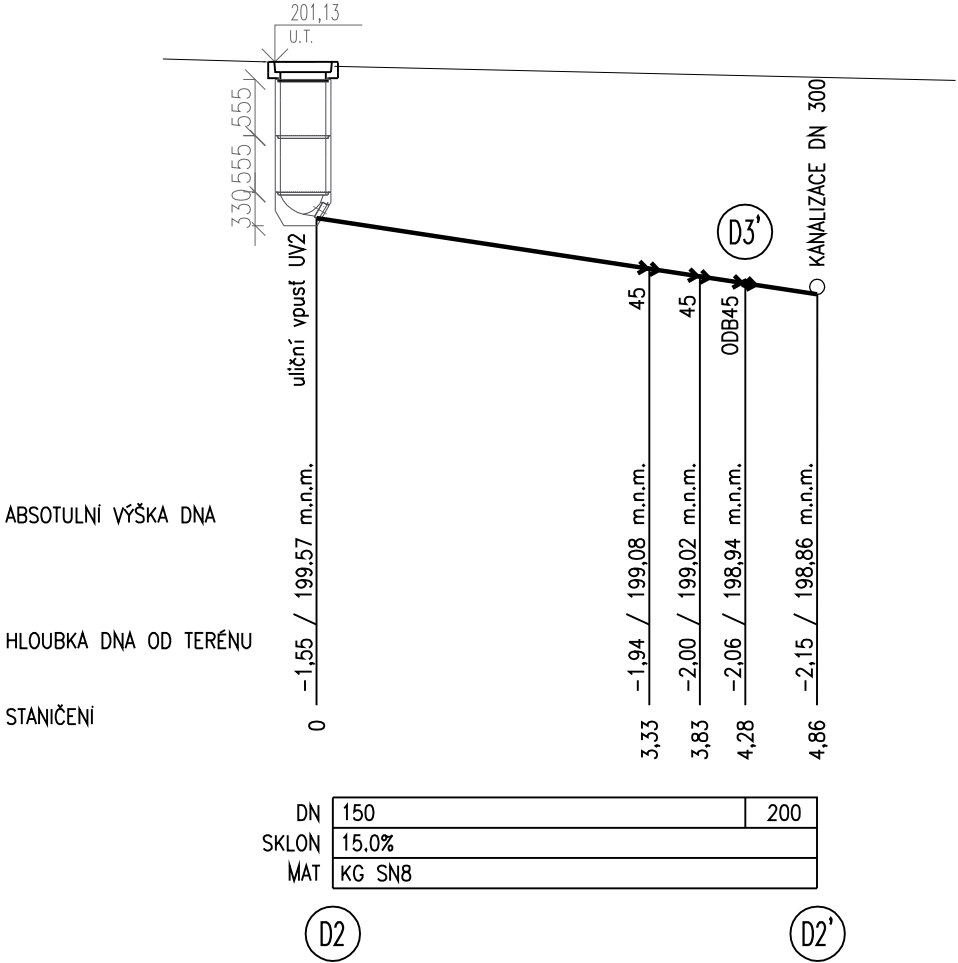 201,13
U.T.
555
555
330
KANALIZACE DN 300
D3'
uliční vpusť UV2
45
45
ODB45
ABSOTULNÍ VÝŠKA DNA
HLOUBKA DNA OD TERÉNU
-1,55 / 199.57 m.n.m.
-1,94 / 199,08 m.n.m.
-2,00 / 199,02 m.n.m.
-2,06 / 198,94 m.n.m.
-2,15 / 198,86 m.n.m.
STANIČENÍ
0
3,33
3,83
4,28
4,86
DN 150 200
SKLON 15,0%
MAT KG SN8
D2
D2'